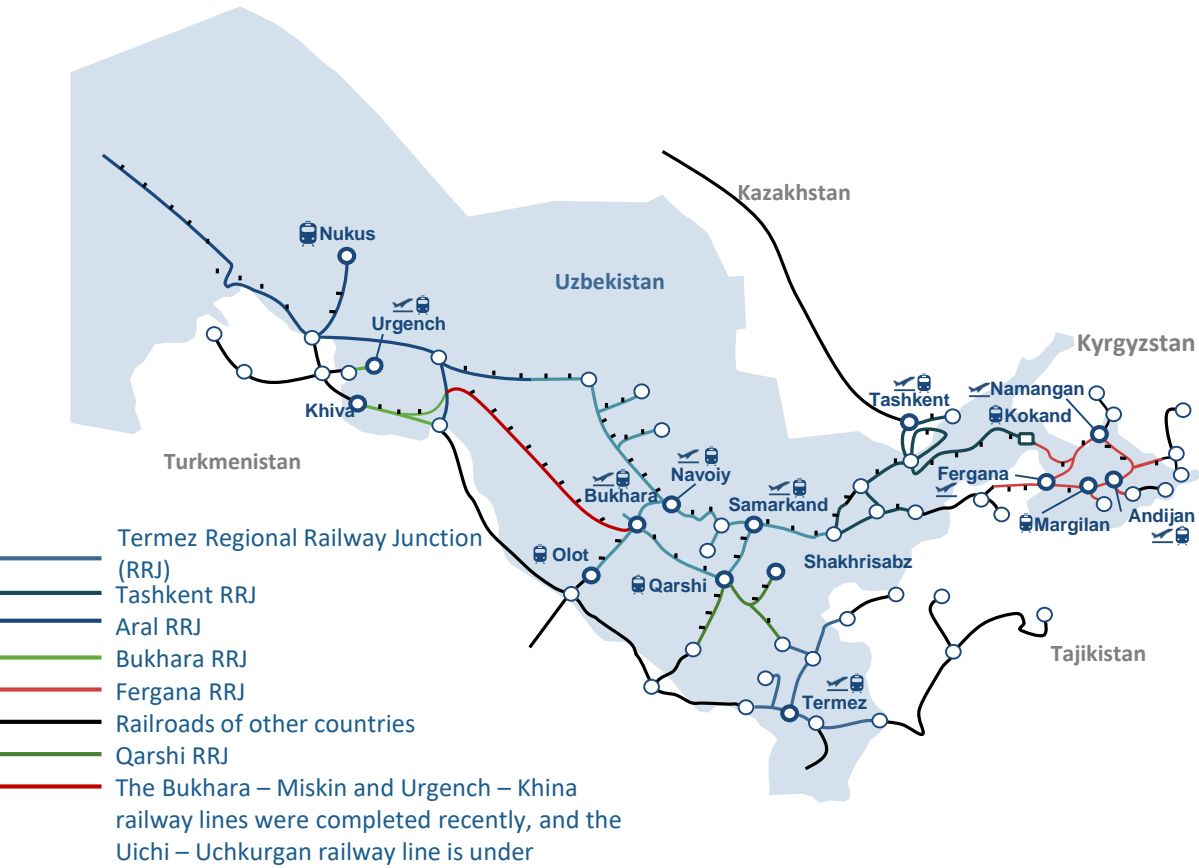 Kazakhstan
Nukus
Uzbekistan
Urgench
Kyrgyzstan
Tashkent
Namangan
Kokand
Khiva
Turkmenistan
Navoiy
Fergana
Bukhara
Samarkand
Margilan
Andijan
Olot
Shakhrisabz
Qarshi
Tajikistan
Termez
Termez Regional Railway Junction
(RRJ)
Tashkent RRJ
Aral RRJ
Bukhara RRJ
Fergana RRJ
Railroads of other countries
Qarshi RRJ
The Bukhara – Miskin and Urgench – Khina
railway lines were completed recently, and the
Uichi – Uchkurgan railway line is under